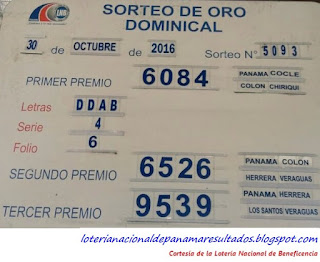 LNB
SORTEO DE ORO
DOMINICAL
30 de OCTUBRE de 2016 Sorteo N° 5093
PRIMER PREMIO 6084 PANAMA COCLE
COLON CHIRIQUI
Letras DDAB
Serie 4
Folio 6
SEGUNDO PREMIO 6526 PANAMA COLÓN
HERRERA VERAGUAS
TERCER PREMIO 9539 PANAMA HERRERA
LOS SANTOS VERAGUAS
loterianacionaldepanamaresultados.blogspot.com
Cortesía de la Lotería Nacional de Beneficencia